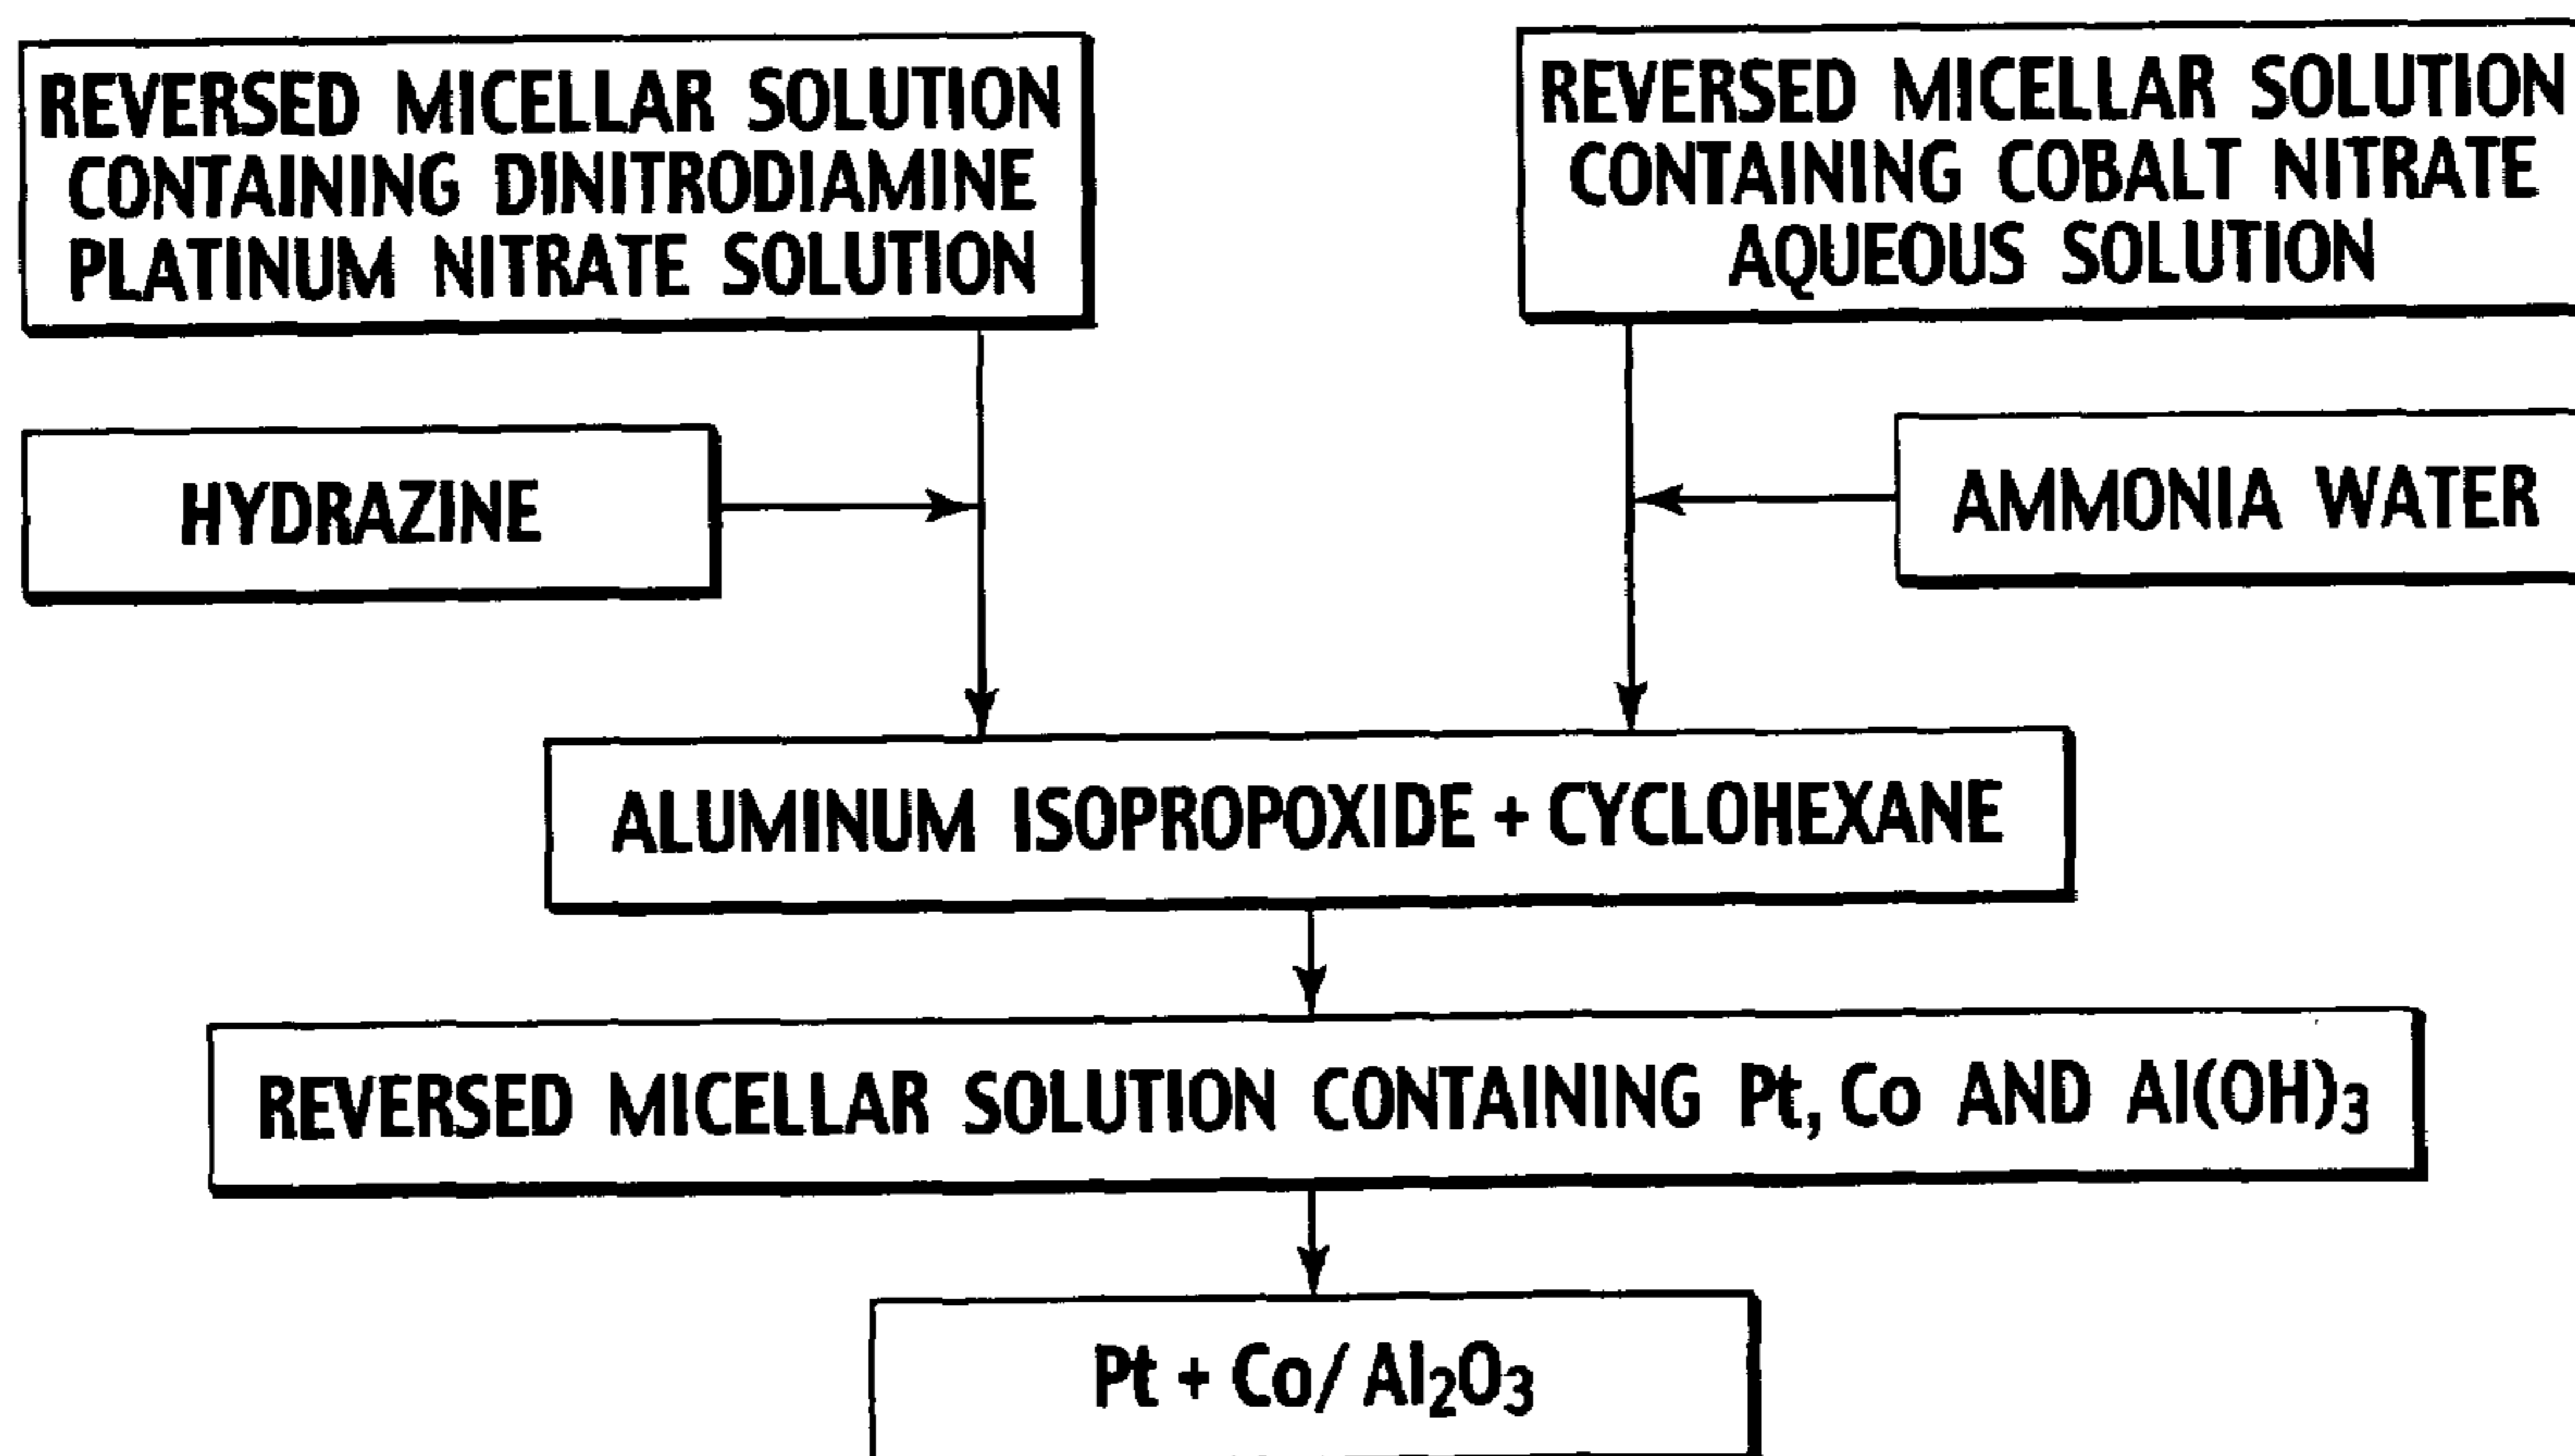 REVERSED MICELLAR SOLUTION
CONTAINING DINITRODIAMINE
PLATINUM NITRATE SOLUTION
REVERSED MICELLAR SOLUTION
CONTAINING COBALT NITRATE
AQUEOUS SOLUTION
HYDRAZINE
AMMONIA WATER
ALUMINUM ISOPROPOXIDE + CYCLOHEXANE
REVERSED MICELLAR SOLUTION CONTAINING Pt, Co AND Al(OH)₃
Pt + Co/ Al₂O₃